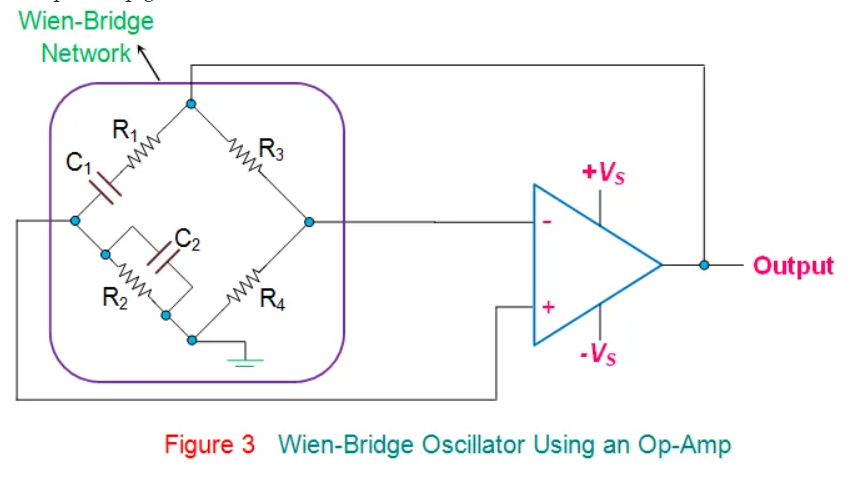 Wien-Bridge
Network
R1
C1
R3
+VS
C2
-
Output
R2
R4
+
-VS
Figure 3 Wien-Bridge Oscillator Using an Op-Amp